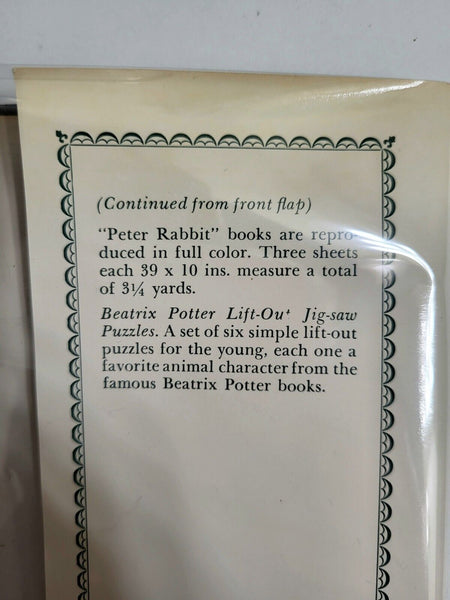 (Continued from front flap)
“Peter Rabbit” books are repro-
duced in full color. Three sheets
each 39 x 10 ins. measure a total
of 3¼ yards.
Beatrix Potter Lift-Out Jig-saw
Puzzles. A set of six simple lift-out
puzzles for the young, each one a
favorite animal character from the
famous Beatrix Potter books.